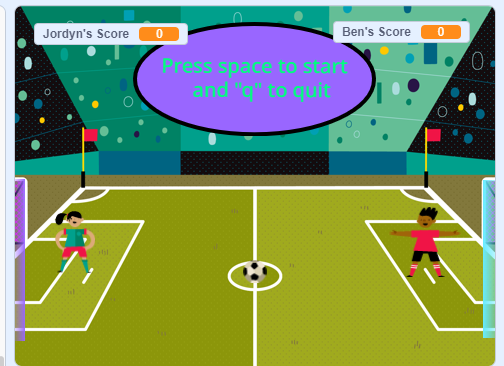 Jordyn's Score 0
Ben's Score 0
Press space to start
and "q" to quit